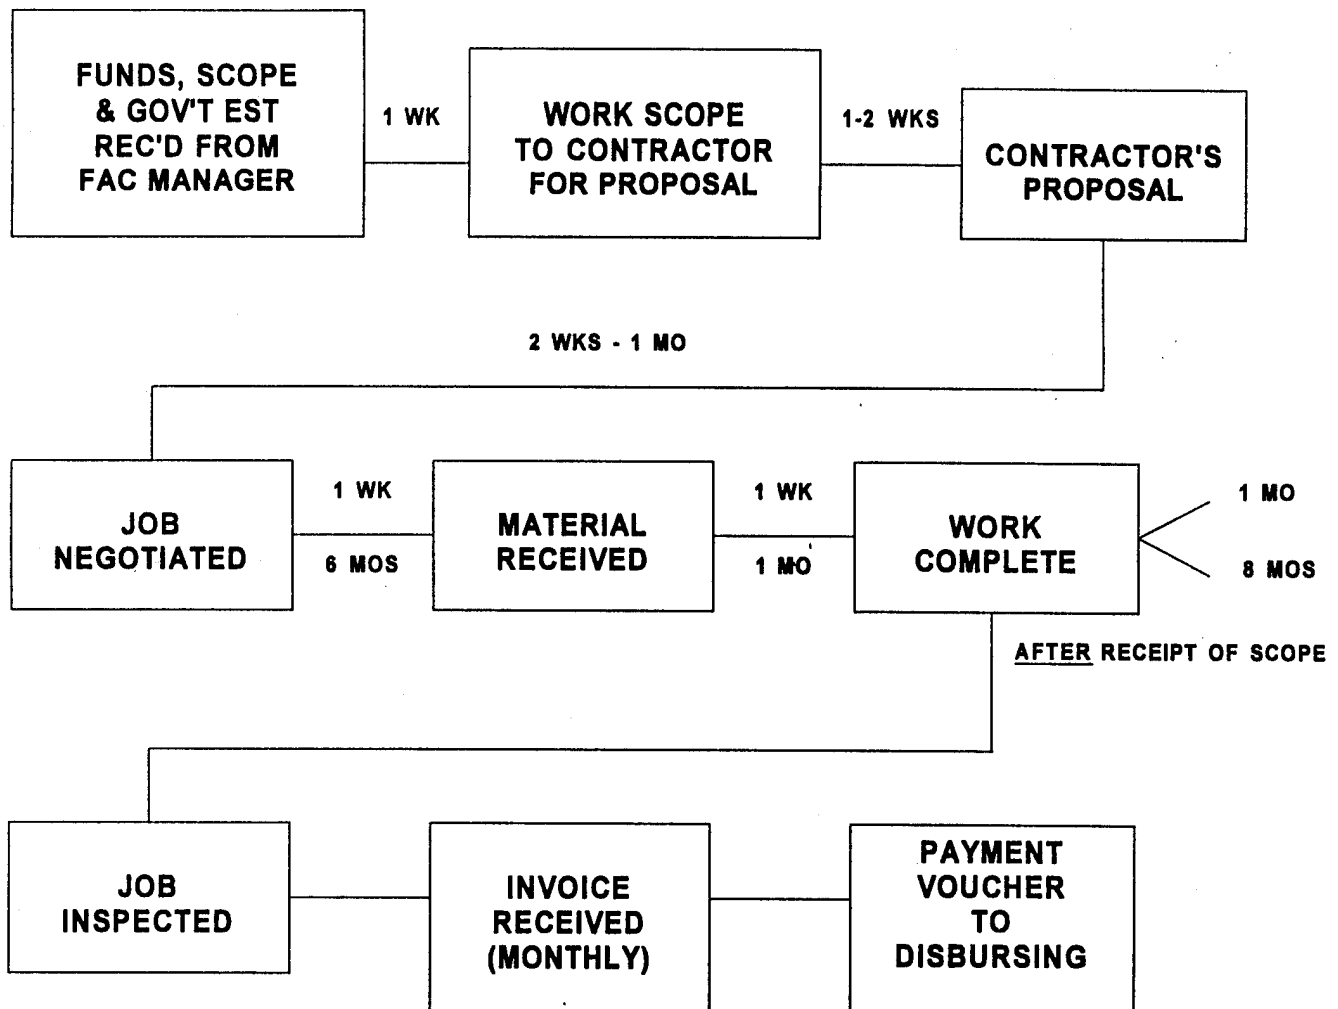 FUNDS, SCOPE
& GOV'T EST
REC'D FROM
FAC MANAGER
1 WK
WORK SCOPE
TO CONTRACTOR
FOR PROPOSAL
1-2 WKS
CONTRACTOR'S
PROPOSAL
2 WKS - 1 MO
JOB
NEGOTIATED
1 WK
6 MOS
MATERIAL
RECEIVED
1 WK
1 MO
WORK
COMPLETE
1 MO
8 MOS
AFTER RECEIPT OF SCOPE
JOB
INSPECTED
INVOICE
RECEIVED
(MONTHLY)
PAYMENT
VOUCHER
TO
DISBURSING